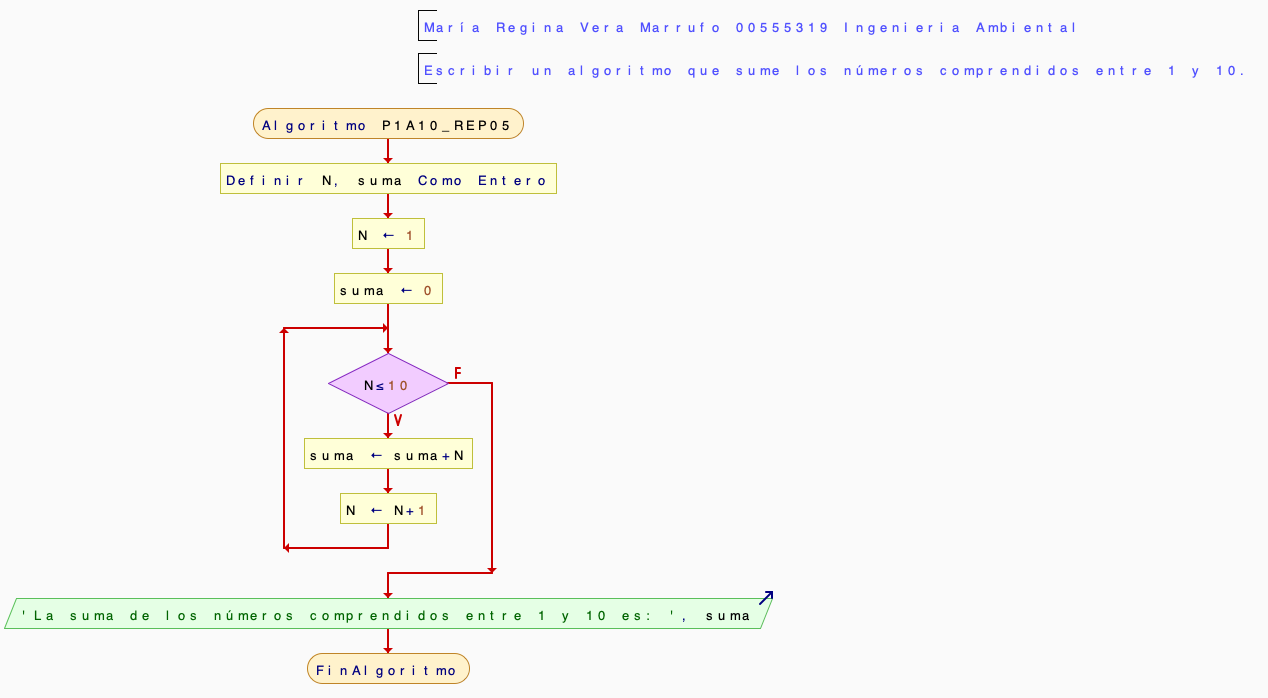 María Regina Vera Marrufo 00555319 Ingenieria Ambiental
Escribir un algoritmo que sume los números comprendidos entre 1 y 10.
Algoritmo P1A10_REP05
Definir N, suma Como Entero
N ← 1
suma ← 0
N≤10
F
V
suma ← suma+N
N ← N+1
'La suma de los números comprendidos entre 1 y 10 es: ', suma
FinAlgoritmo